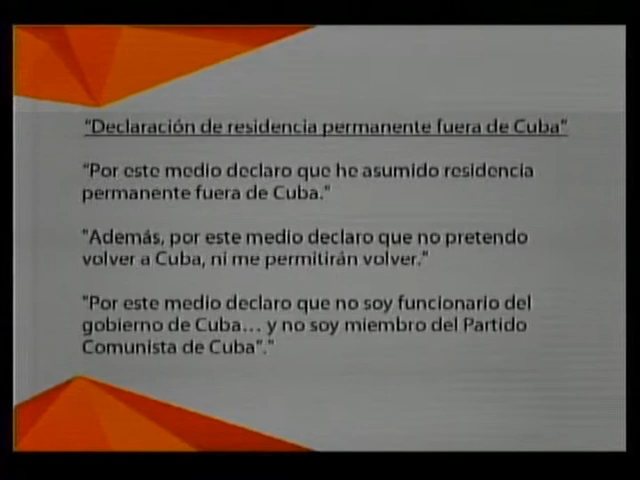 "Declaración de residencia permanente fuera de Cuba"
"Por este medio declaro que he asumido residencia
permanente fuera de Cuba."
"Además, por este medio declaro que no pretendo
volver a Cuba, ni me permitirán volver."
"Por este medio declaro que no soy funcionario del
gobierno de Cuba... y no soy miembro del Partido
Comunista de Cuba"."